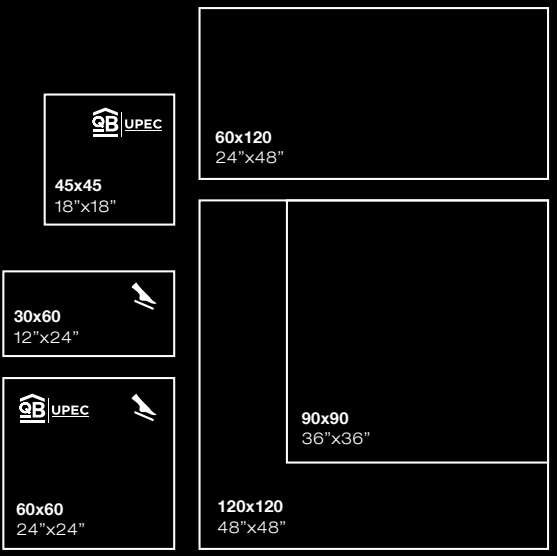 60x120
24”x48”
QB UPEC
45x45
18”x18”
30x60
12”x24”
90x90
36”x36”
QB UPEC
60x60
24”x24”
120x120
48”x48”